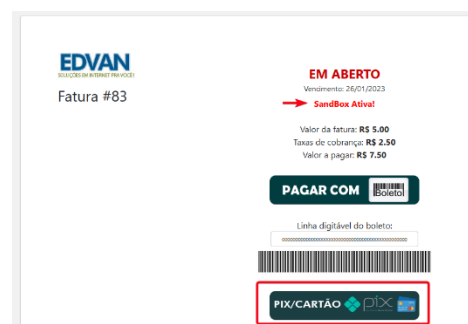 EDVAN
SOLUÇÕES EM INTERNET PRA VOCÊ!
Fatura #83
EM ABERTO
Vencimento: 26/01/2023
SandBox Ativa!
Valor da fatura: R$ 5.00
Taxas de cobrança: R$ 2.50
Valor a pagar: R$ 7.50
PAGAR COM Boleto
Linha digitável do boleto:
PIX/CARTÃO pix